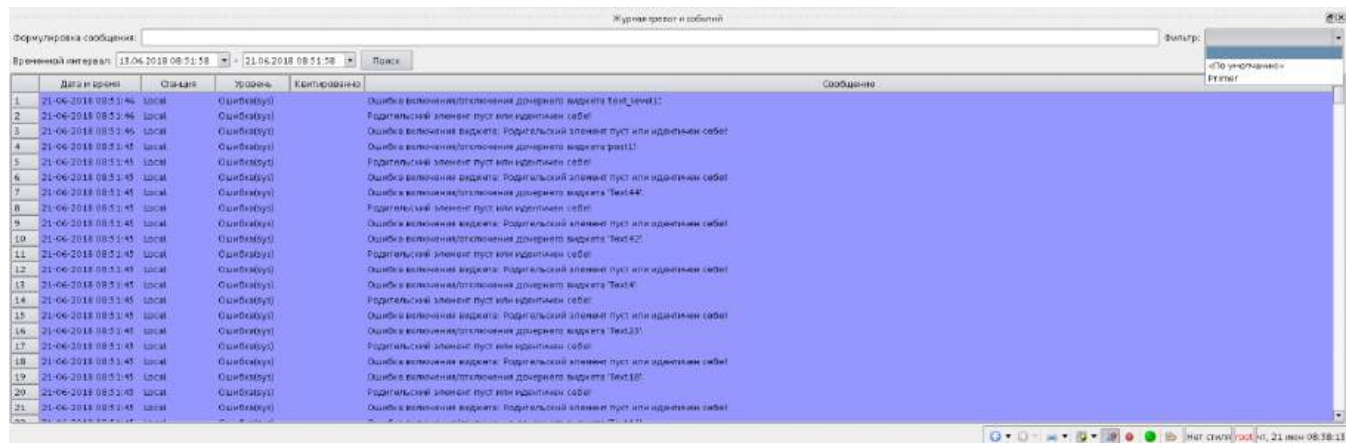 Журнал тревог и событий
Формулировка сообщения: Фильтр:
Временной интервал: 13.06.2018 08:51:58 - 21.06.2018 08:51:58 Поиск
<По умолчанию>
Primer
Дата и время Станция Уровень Квитированно Сообщение
1 21-06-2018 08:51:46 Local Ошибка(sys) Ошибка включения/отключения дочернего виджета 'text_level1'!
2 21-06-2018 08:51:46 Local Ошибка(sys) Родительский элемент пуст или идентичен себе!
3 21-06-2018 08:51:46 Local Ошибка(sys) Ошибка включения виджета: Родительский элемент пуст или идентичен себе!
4 21-06-2018 08:51:45 Local Ошибка(sys) Ошибка включения/отключения дочернего виджета 'post1'!
5 21-06-2018 08:51:45 Local Ошибка(sys) Родительский элемент пуст или идентичен себе!
6 21-06-2018 08:51:45 Local Ошибка(sys) Ошибка включения виджета: Родительский элемент пуст или идентичен себе!
7 21-06-2018 08:51:45 Local Ошибка(sys) Ошибка включения/отключения дочернего виджета 'Text44'.
8 21-06-2018 08:51:45 Local Ошибка(sys) Родительский элемент пуст или идентичен себе!
9 21-06-2018 08:51:45 Local Ошибка(sys) Ошибка включения виджета: Родительский элемент пуст или идентичен себе!
10 21-06-2018 08:51:45 Local Ошибка(sys) Ошибка включения/отключения дочернего виджета 'Text42'.
11 21-06-2018 08:51:45 Local Ошибка(sys) Родительский элемент пуст или идентичен себе!
12 21-06-2018 08:51:45 Local Ошибка(sys) Ошибка включения виджета: Родительский элемент пуст или идентичен себе!
13 21-06-2018 08:51:45 Local Ошибка(sys) Ошибка включения/отключения дочернего виджета 'Text4'.
14 21-06-2018 08:51:45 Local Ошибка(sys) Родительский элемент пуст или идентичен себе!
15 21-06-2018 08:51:45 Local Ошибка(sys) Ошибка включения виджета: Родительский элемент пуст или идентичен себе!
16 21-06-2018 08:51:45 Local Ошибка(sys) Ошибка включения/отключения дочернего виджета 'Text23'.
17 21-06-2018 08:51:45 Local Ошибка(sys) Родительский элемент пуст или идентичен себе!
18 21-06-2018 08:51:45 Local Ошибка(sys) Ошибка включения виджета: Родительский элемент пуст или идентичен себе!
19 21-06-2018 08:51:45 Local Ошибка(sys) Ошибка включения/отключения дочернего виджета 'Text18'.
20 21-06-2018 08:51:45 Local Ошибка(sys) Родительский элемент пуст или идентичен себе!
21 21-06-2018 08:51:45 Local Ошибка(sys) Ошибка включения виджета: Родительский элемент пуст или идентичен себе!
Нет стиля root чт, 21 июн 08:58:13